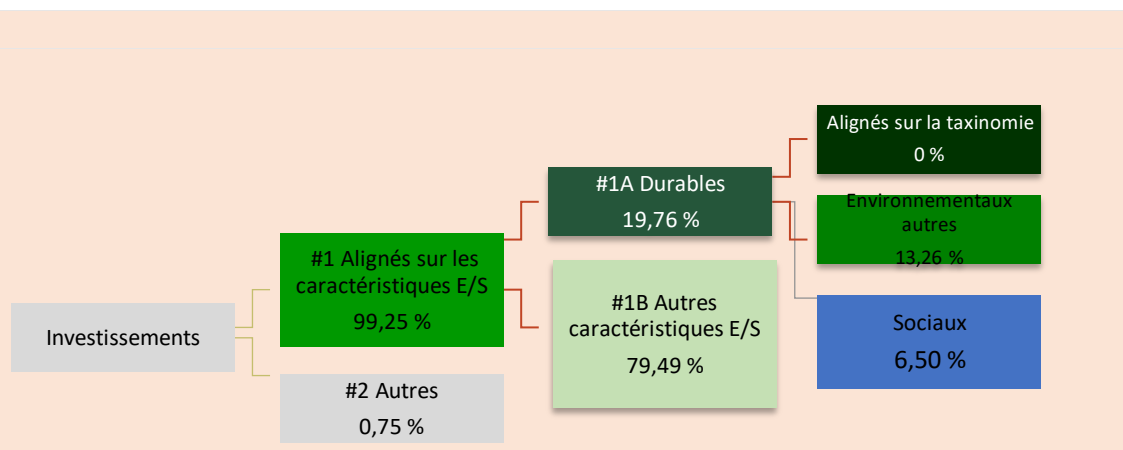 Investissements
#1 Alignés sur les
caractéristiques E/S
99,25 %
#2 Autres
0,75 %
#1A Durables
19,76 %
#1B Autres
caractéristiques E/S
79,49 %
Alignés sur la taxinomie
0 %
Environnementaux
autres
13,26 %
Sociaux
6,50 %